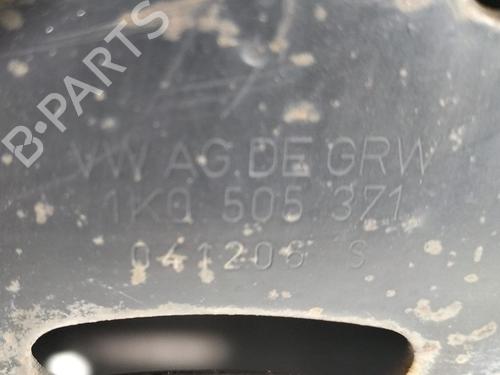 B-PARTS
VW AG.DE GRW
1K0 505 371
041206 S